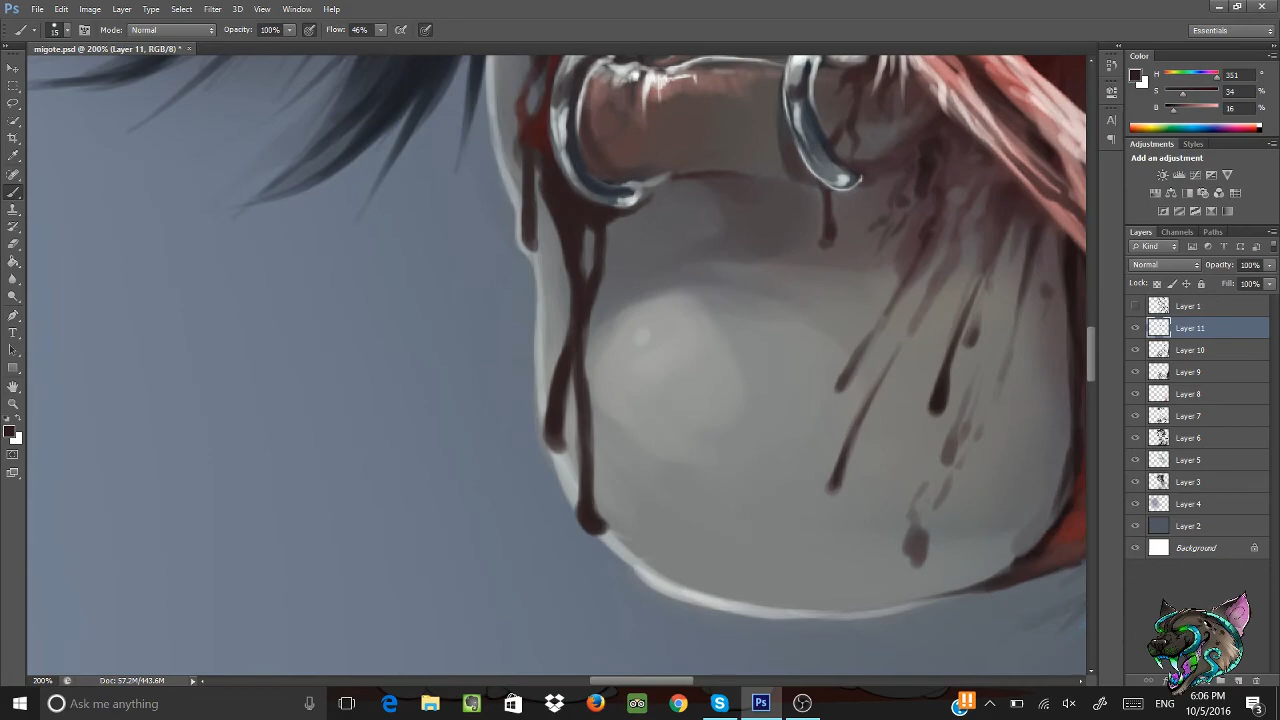 Ps File Edit Image Layer Type Select Filter 3D View Window Help
15 Mode: Normal Opacity: 100% Flow: 46% Essentials
migote.psd @ 200% (Layer 11, RGB/8) * ×
Color
H 351
S 34 %
B 16 %
Adjustments Styles
Add an adjustment
Layers Channels Paths
Kind
Normal Opacity: 100%
Lock: Fill: 100%
Layer 1
Layer 11
Layer 10
Layer 9
Layer 8
Layer 7
Layer 6
Layer 5
Layer 3
Layer 4
Layer 2
Background
200% Doc: 57.2M/443.6M
Ask me anything
6:06 PM
10/5/2016
3